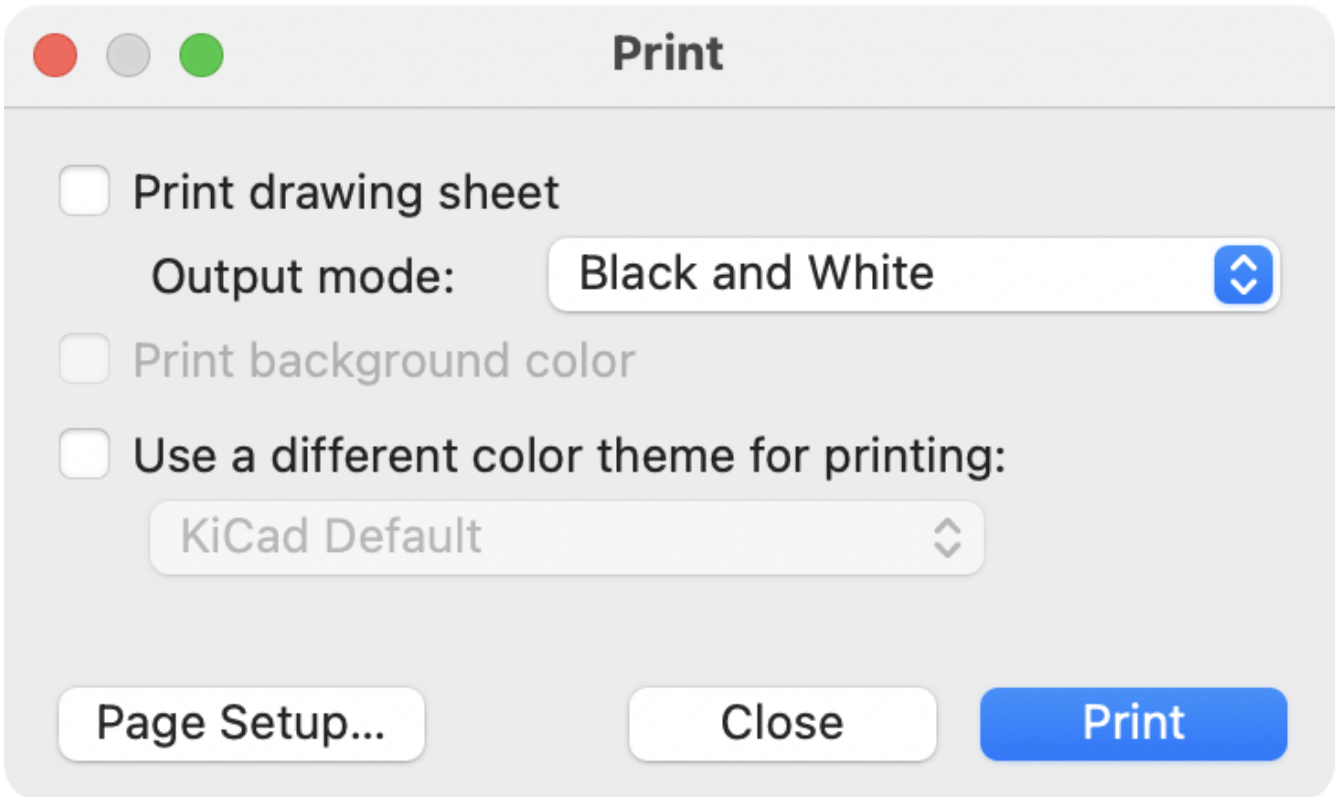 Print
Print drawing sheet
Output mode: Black and White
Print background color
Use a different color theme for printing:
KiCad Default
Page Setup... Close Print